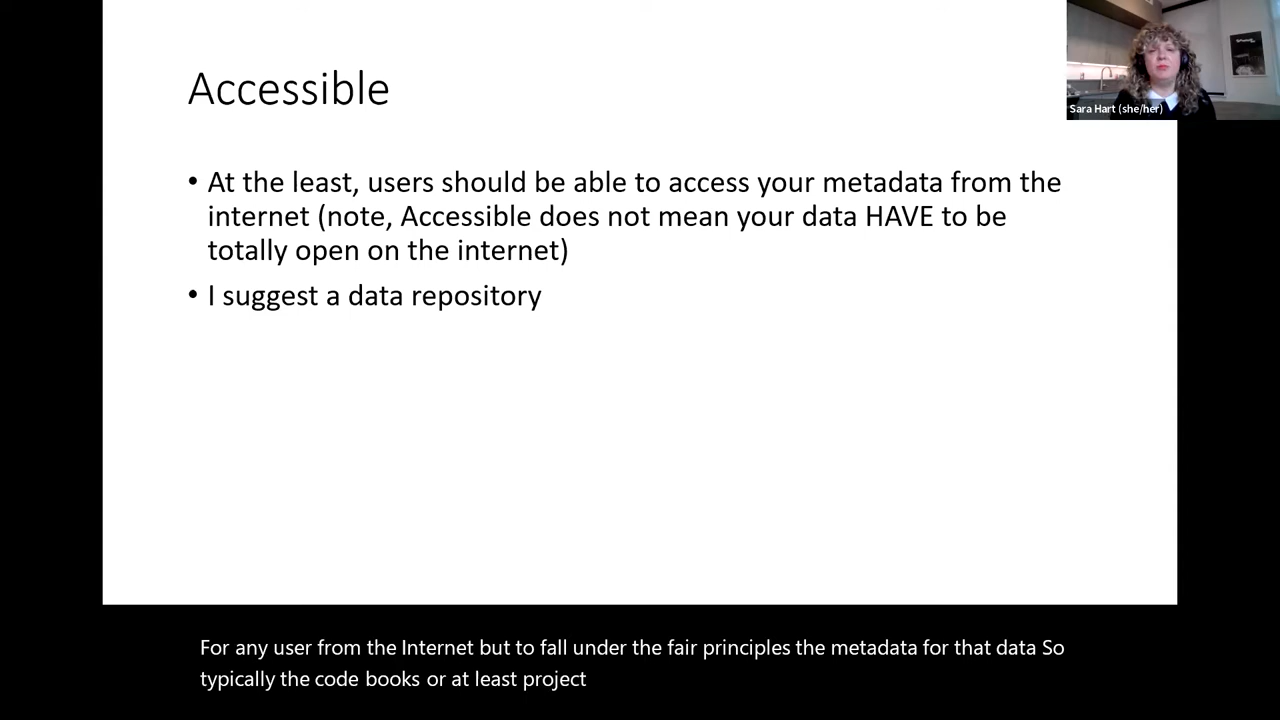 Accessible
Sara Hart (she/her)
• At the least, users should be able to access your metadata from the
internet (note, Accessible does not mean your data HAVE to be
totally open on the internet)
• I suggest a data repository
For any user from the Internet but to fall under the fair principles the metadata for that data So
typically the code books or at least project